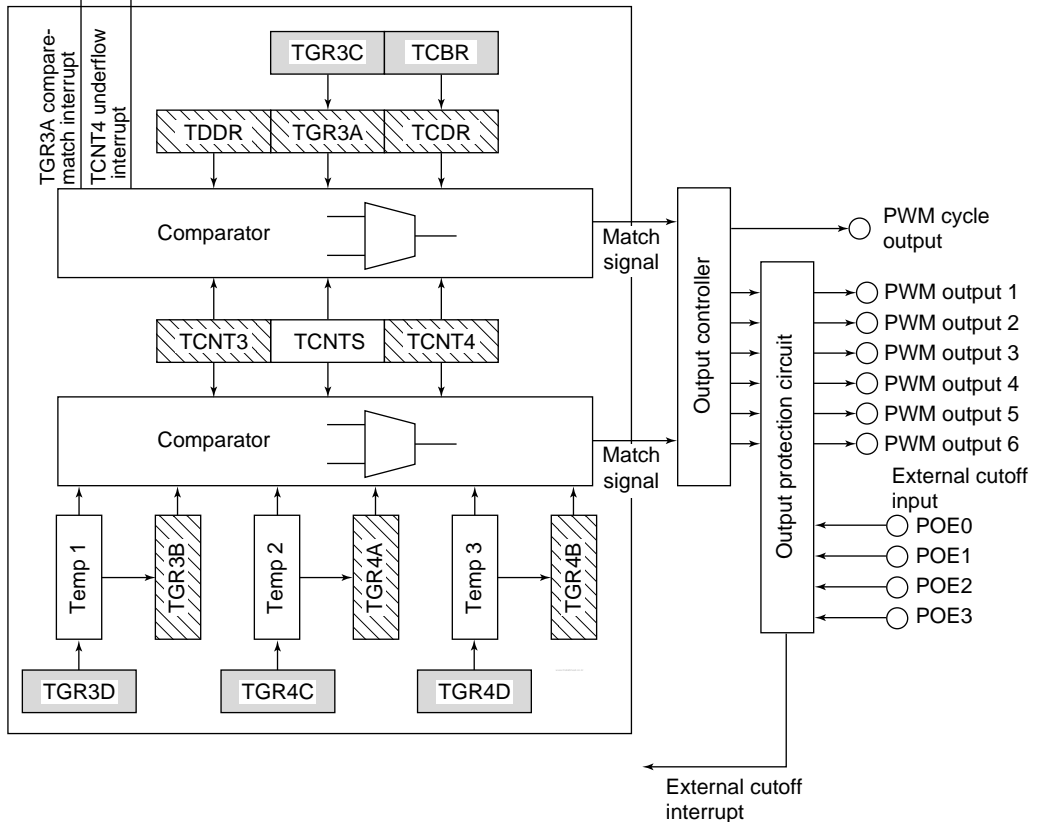 TGR3A compare-
match interrupt
TCNT4 underflow
interrupt
TGR3C
TCBR
TDDR
TGR3A
TCDR
Comparator
Match
signal
TCNT3
TCNTS
TCNT4
Comparator
Match
signal
Temp 1
TGR3B
Temp 2
TGR4A
Temp 3
TGR4B
TGR3D
TGR4C
TGR4D
Output controller
Output protection circuit
PWM cycle
output
PWM output 1
PWM output 2
PWM output 3
PWM output 4
PWM output 5
PWM output 6
External cutoff
input
POE0
POE1
POE2
POE3
External cutoff
interrupt